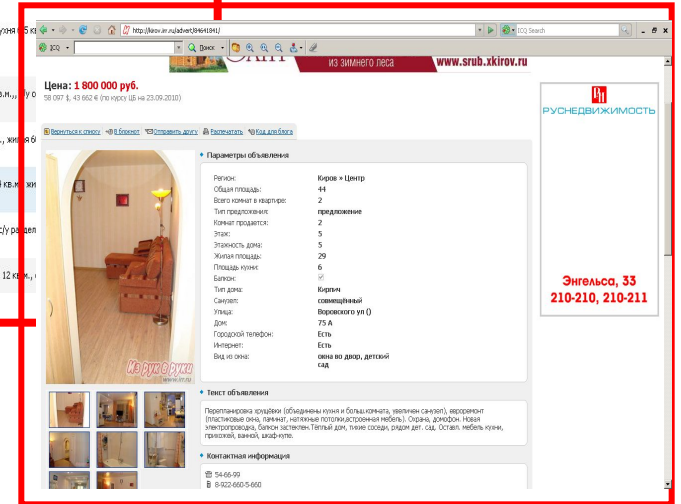 ухня 6,5 кв
http://kirov.irr.ru/advert/84641841/
ICQ Search
ICQ
Поиск
из зимнего леса
www.srub.xkirov.ru
Цена: 1 800 000 руб.
58 097 $, 43 662 € (по курсу ЦБ на 23.09.2010)
Вернуться к списку В блокнот Отправить другу Распечатать Код для блога
Параметры объявления
Регион: Киров » Центр
Общая площадь: 44
Всего комнат в квартире: 2
Тип предложения: предложение
Комнат продается: 2
Этаж: 5
Этажность дома: 5
Жилая площадь: 29
Площадь кухни: 6
Балкон:
Тип дома: Кирпич
Санузел: совмещённый
Улица: Воровского ул ()
Дом: 75 А
Городской телефон: Есть
Интернет: Есть
Вид из окна: окна во двор, детский
сад
Из рук в руки
www.irr.ru
Текст объявления
Перепланировка хрущёвки (объединены кухня и больш.комната, увеличен санузел), евроремонт
(пластиковые окна, ламинат, натяжные потолки,встроенная мебель). Охрана, домофон. Новая
электропроводка, балкон застеклен.Тёплый дом, тихие соседи, рядом дет. сад. Оставл. мебель кухни,
прихожей, ванной, шкаф-купе.
Контактная информация
54-66-99
8-922-660-5-660
РУСНЕДВИЖИМОСТЬ
Энгельса, 33
210-210, 210-211